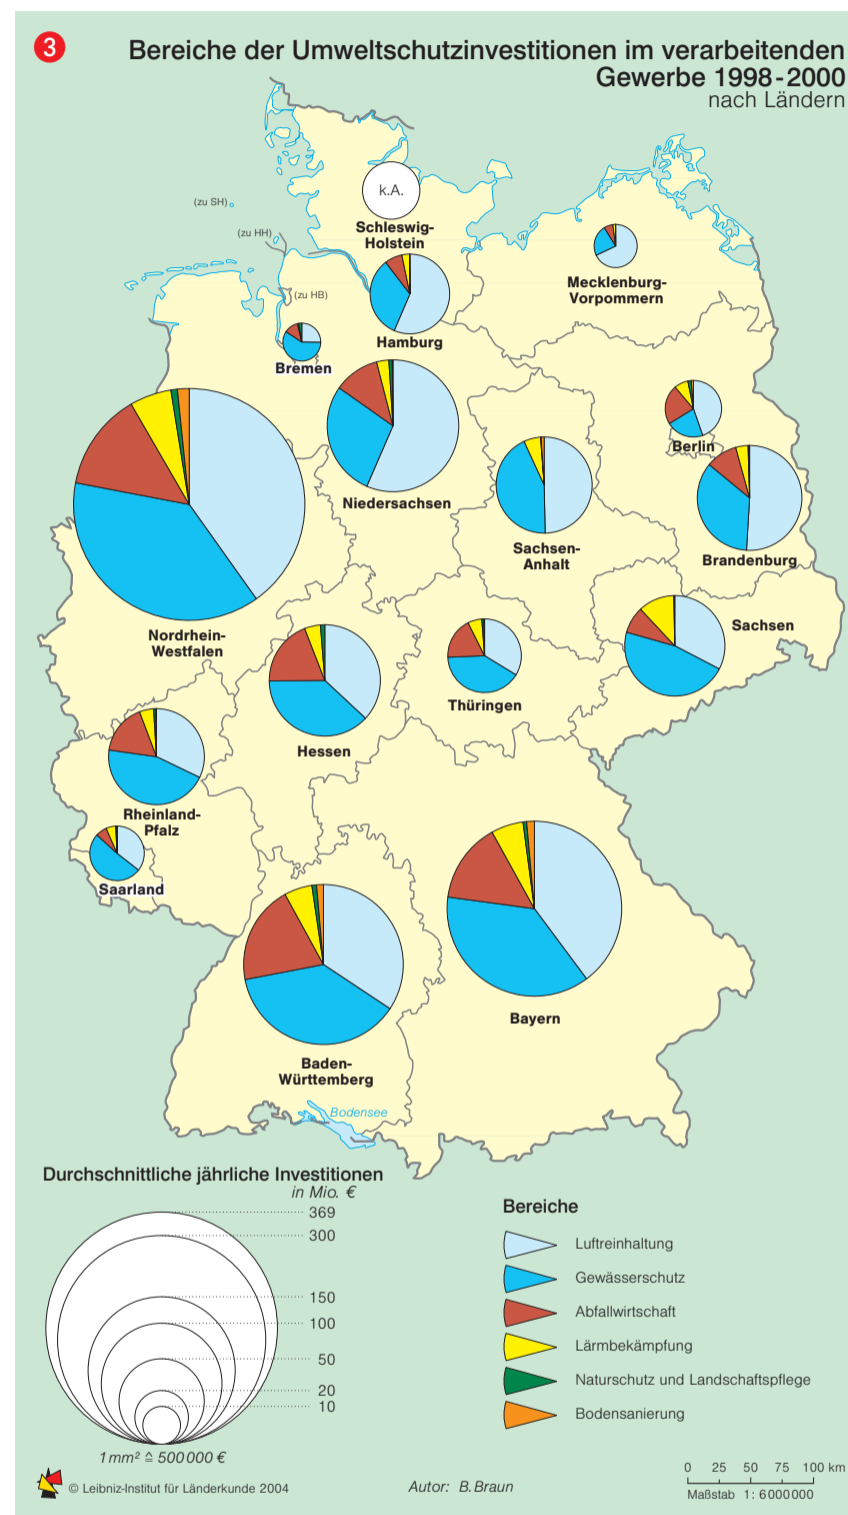 3
Bereiche der Umweltschutzinvestitionen im verarbeitenden
Gewerbe 1998-2000
nach Ländern
k.A.
(zu SH)
Schleswig-
Holstein
(zu HH)
Mecklenburg-
Vorpommern
(zu HB)
Hamburg
Bremen
Berlin
Niedersachsen
Sachsen-
Anhalt
Brandenburg
Nordrhein-
Westfalen
Sachsen
Thüringen
Hessen
Rheinland-
Pfalz
Saarland
Bayern
Baden-
Württemberg
Bodensee
Durchschnittliche jährliche Investitionen
in Mio. €
369
300
150
100
50
20
10
1 mm² ≙ 500 000 €
Bereiche
Luftreinhaltung
Gewässerschutz
Abfallwirtschaft
Lärmbekämpfung
Naturschutz und Landschaftspflege
Bodensanierung
© Leibniz-Institut für Länderkunde 2004
Autor: B. Braun
0 25 50 75 100 km
Maßstab 1: 6 000 000